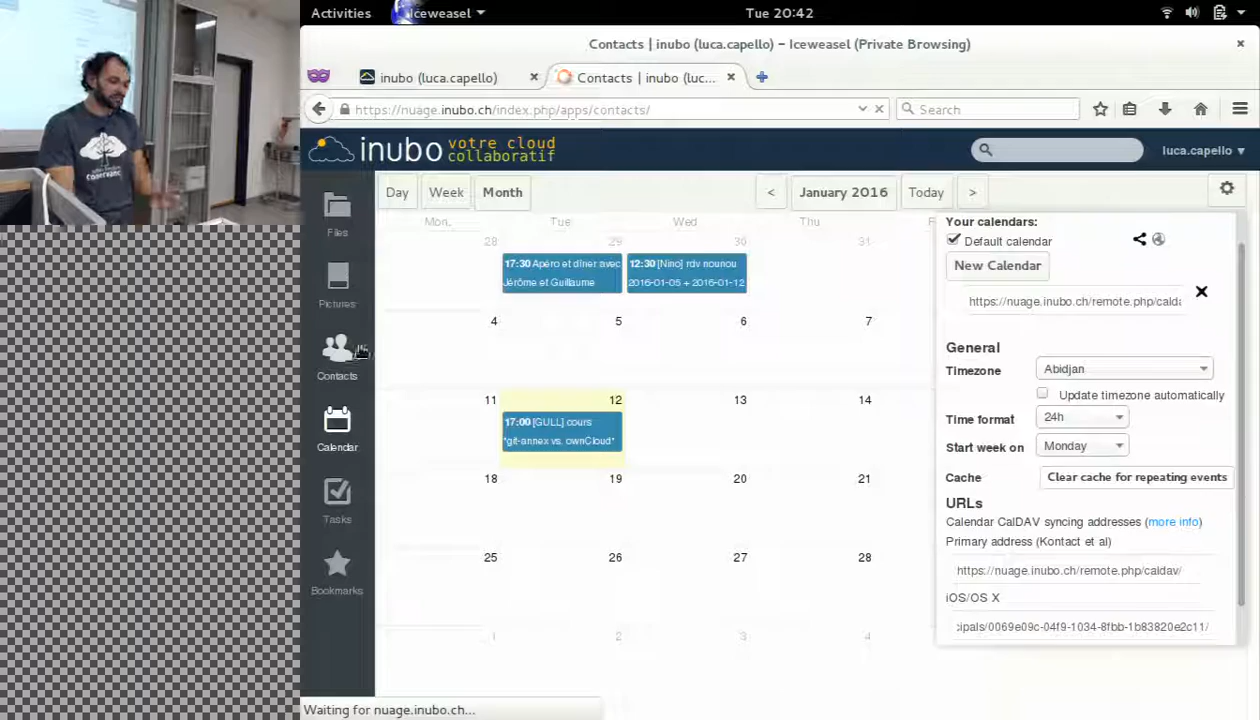 Activities
Iceweasel
Tue 20:42
Contacts | inubo (luca.capello) – Iceweasel (Private Browsing)
inubo (luca.capello)
Contacts | inubo (luc...
https://nuage.inubo.ch/index.php/apps/contacts/
Search
inubo votre cloud collaboratif
luca.capello
Files
Pictures
Contacts
Calendar
Tasks
Bookmarks
Day Week Month
< January 2016 Today >
Mon. Tue Wed Thu
28 29 30 31
17:30 Apéro et dîner avec
Jérôme et Guillaume
12:30 [Nino] rdv nounou
2016-01-05 + 2016-01-12
4 5 6 7
11 12 13 14
17:00 [GULL] cours
"git-annex vs. ownCloud"
18 19 20 21
25 26 27 28
1 2 3 4
Your calendars:
Default calendar
New Calendar
https://nuage.inubo.ch/remote.php/calda
General
Timezone Abidjan
Update timezone automatically
Time format 24h
Start week on Monday
Cache Clear cache for repeating events
URLs
Calendar CalDAV syncing addresses (more info)
Primary address (Kontact et al)
https://nuage.inubo.ch/remote.php/caldav/
iOS/OS X
cipals/0069e09c-04f9-1034-8fbb-1b83820e2c11/
Waiting for nuage.inubo.ch...